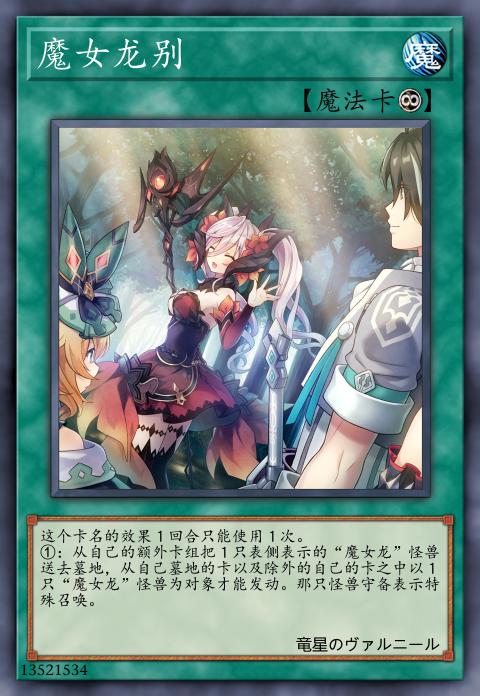 魔女龙别
魔
【魔法卡♾】
这个卡名的效果1回合只能使用1次。
①：从自己的额外卡组把1只表侧表示的“魔女龙”怪兽
送去墓地，从自己墓地的卡以及除外的自己的卡之中以1
只“魔女龙”怪兽为对象才能发动。那只怪兽守备表示特
殊召唤。
竜星のヴァルニール
13521534